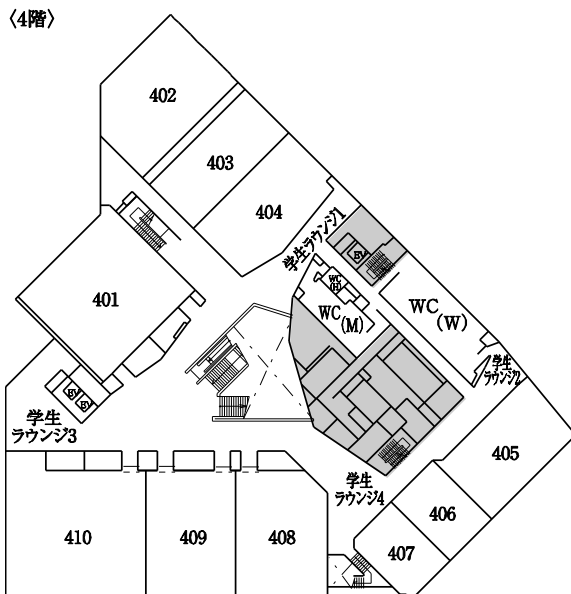 〈4階〉
402
403
404
学生ラウンジ1
EV
WC
(H)
WC
(M)
WC
(W)
401
学生
ラウンジ2
EV
EV
学生
ラウンジ3
405
学生
ラウンジ4
406
410
409
408
407